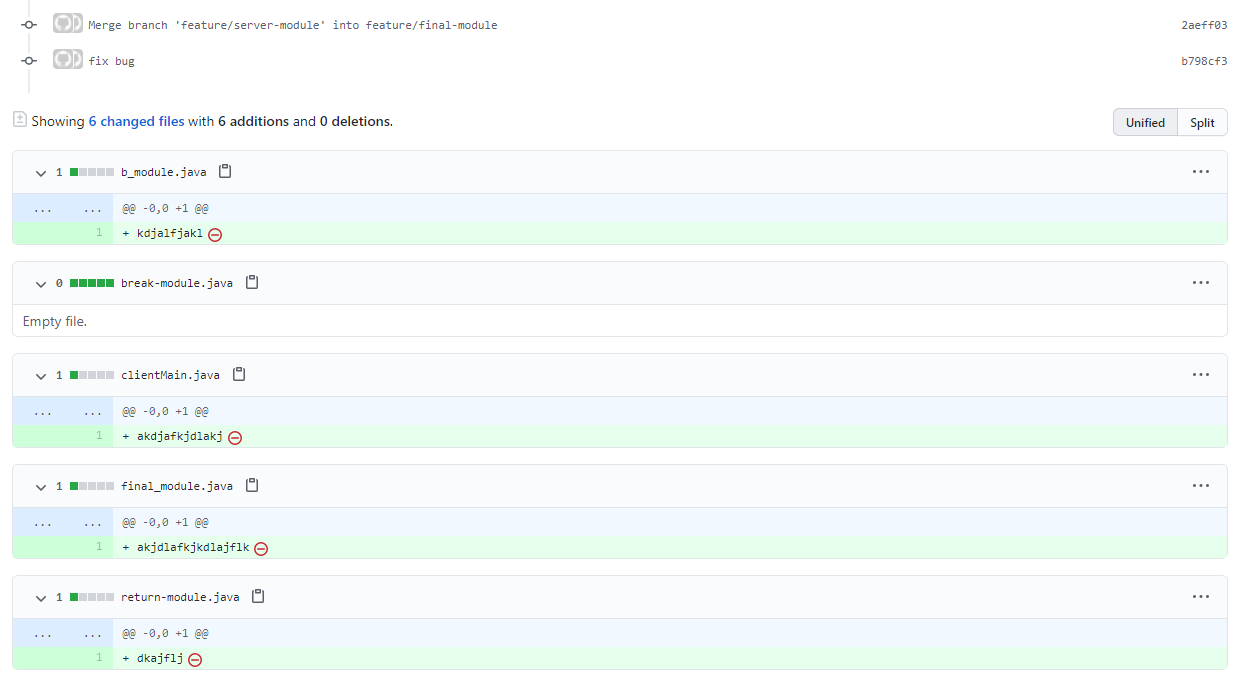 Merge branch 'feature/server-module' into feature/final-module 2aeff03
fix bug b798cf3
Showing 6 changed files with 6 additions and 0 deletions. Unified Split
1 b_module.java
... ... @@ -0,0 +1 @@
1 + kdjalfjakl
0 break-module.java
Empty file.
1 clientMain.java
... ... @@ -0,0 +1 @@
1 + akdjafkjdlakj
1 final_module.java
... ... @@ -0,0 +1 @@
1 + akjdlafkjkdlajflk
1 return-module.java
... ... @@ -0,0 +1 @@
1 + dkajflj